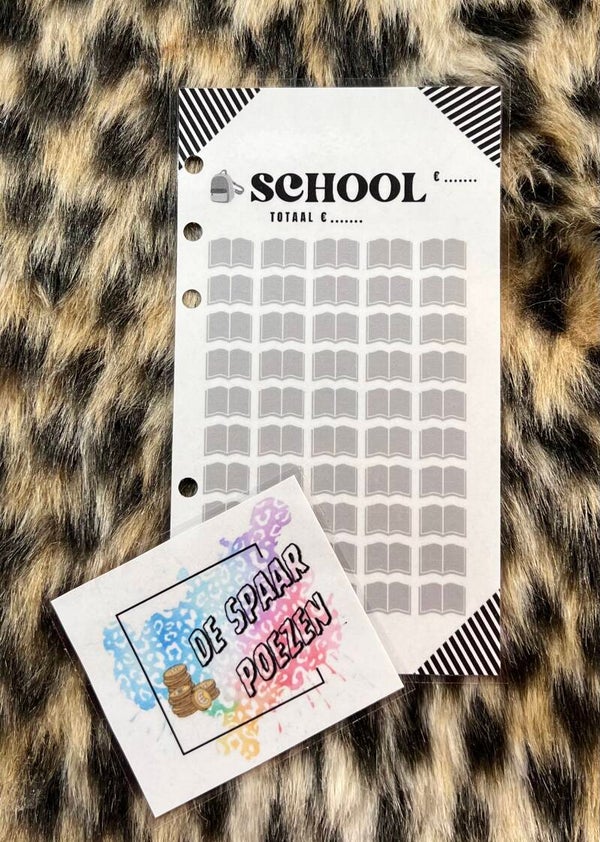 SCHOOL € .......
TOTAAL € .......
DE SPAAR
POEZEN